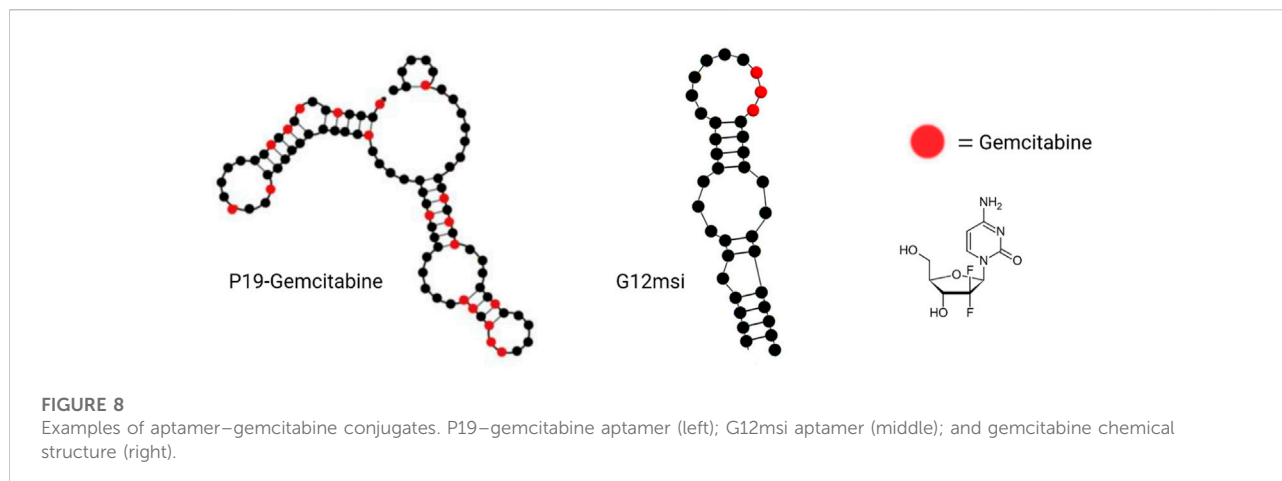 P19-Gemcitabine
G12msi
= Gemcitabine
NH2
N
HO
N
O
O
F
HO
F
FIGURE 8
Examples of aptamer–gemcitabine conjugates. P19–gemcitabine aptamer (left); G12msi aptamer (middle); and gemcitabine chemical
structure (right).